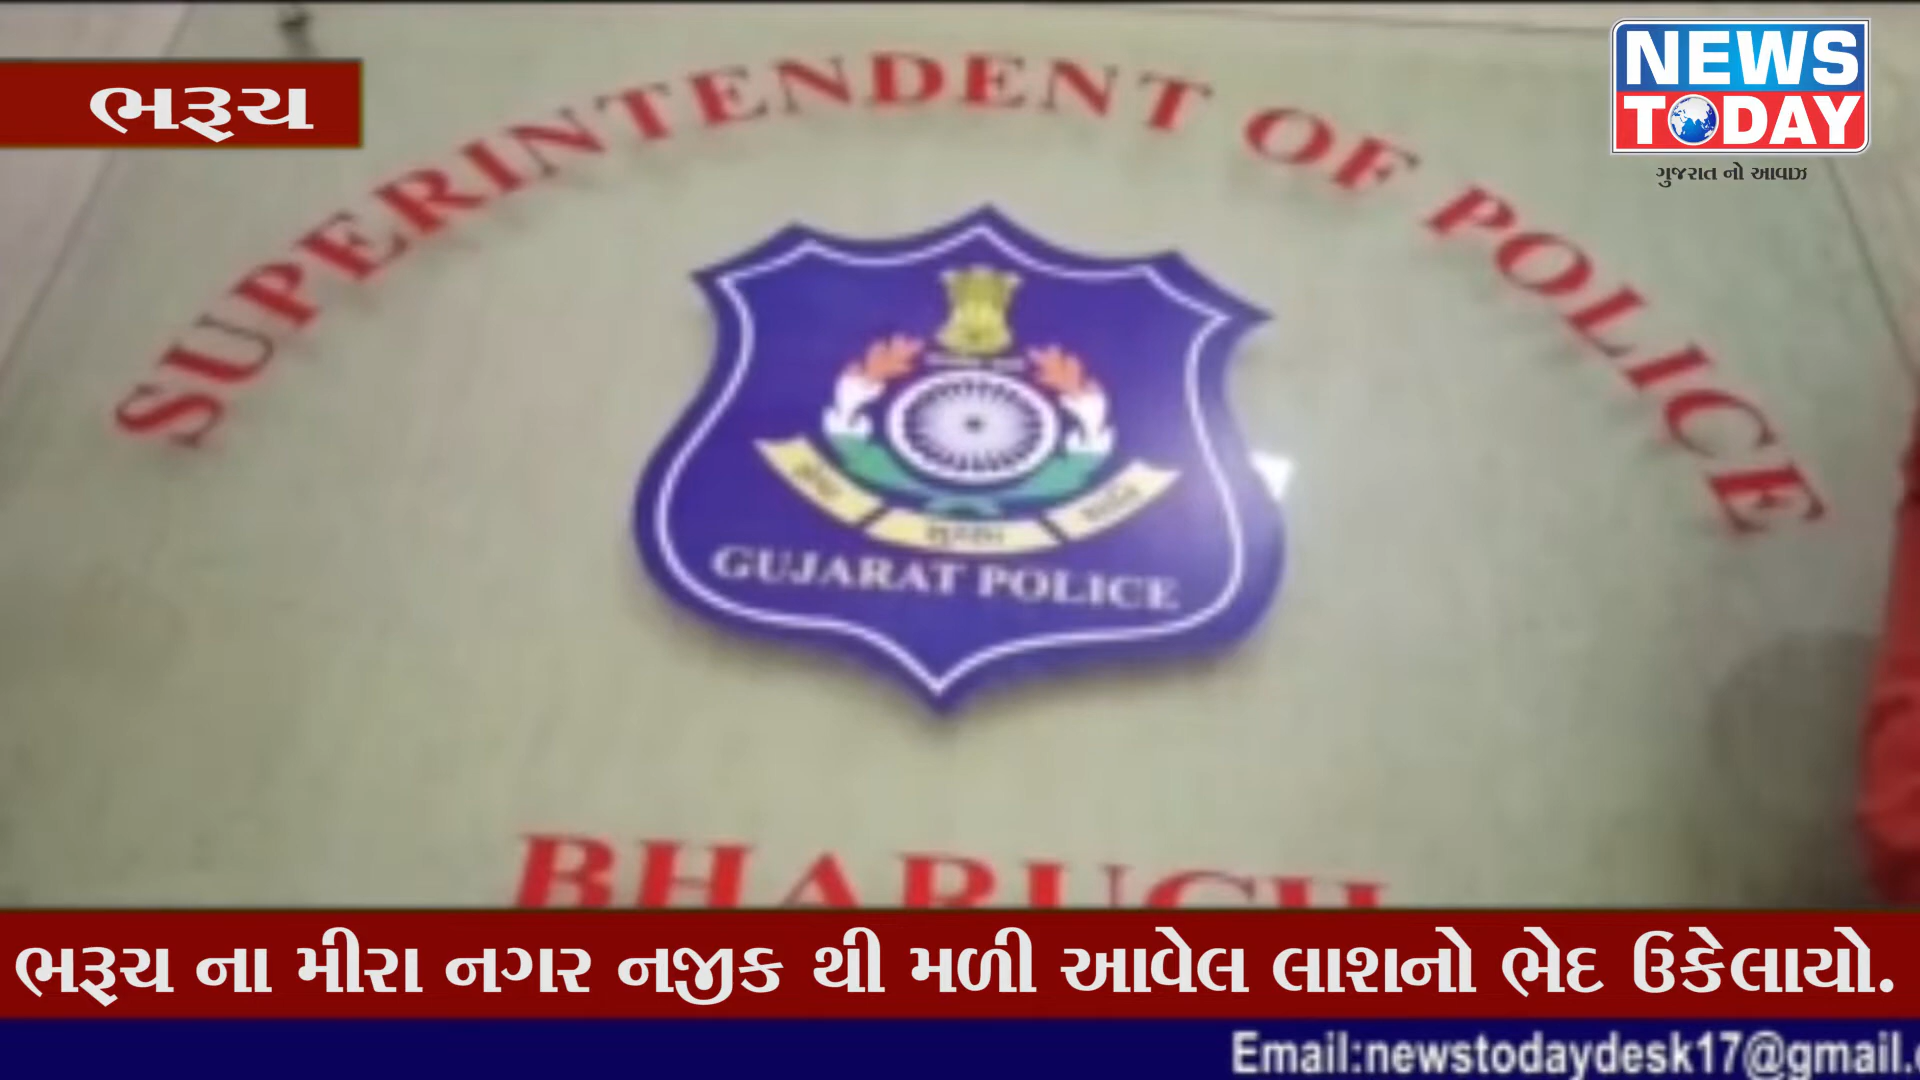 ભરૂચ
NEWS
TODAY
ગુજરાત નો આવાઝ
SUPERINTENDENT OF POLICE
GUJARAT POLICE
BHARUCH
ભરૂચ ના મીરા નગર નજીક થી મળી આવેલ લાશનો ભેદ ઉકેલાયો.
Email:newstodaydesk17@gmail.